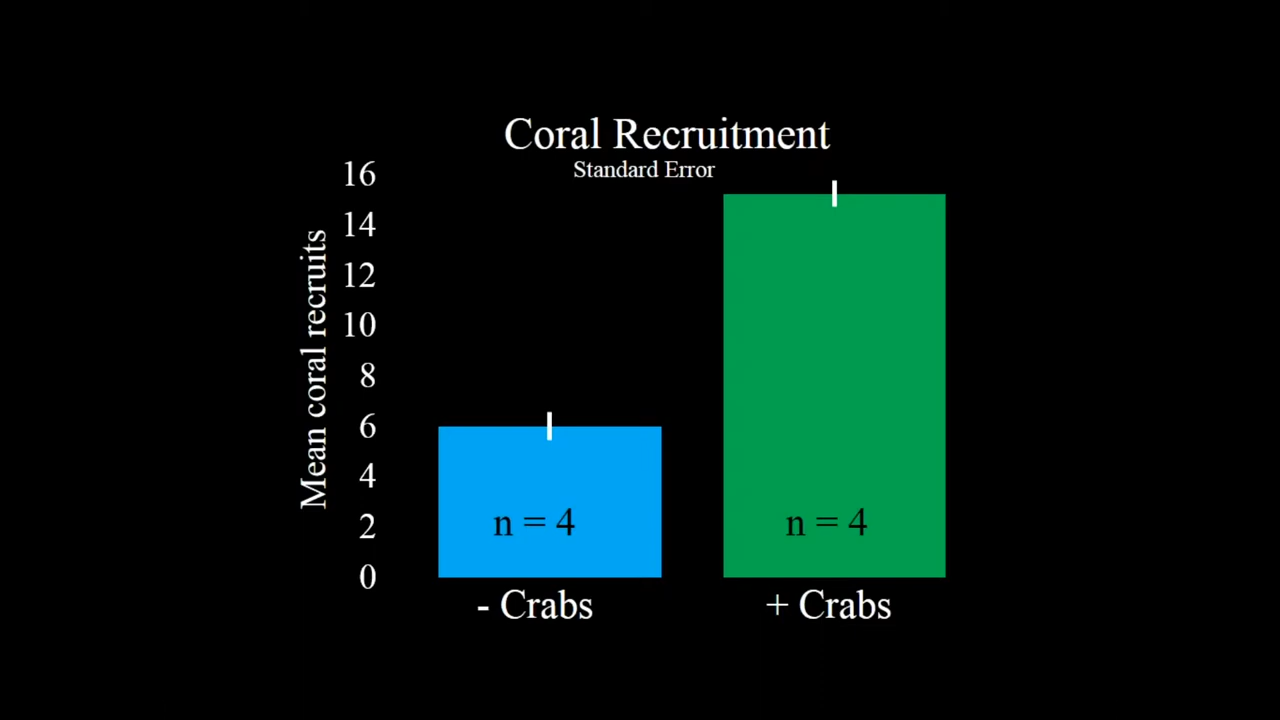 Coral Recruitment
Standard Error
Mean coral recruits
16
14
12
10
8
6
4
2
0
n = 4
n = 4
- Crabs
+ Crabs